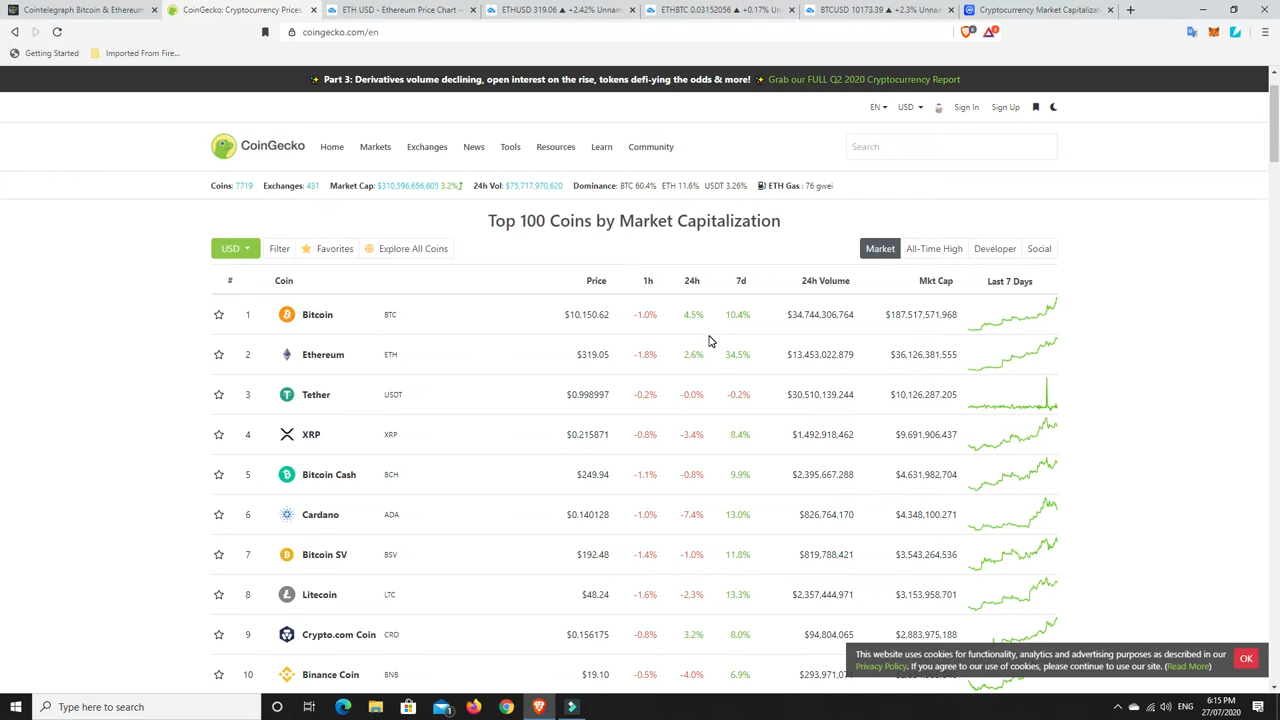 Cointelegraph Bitcoin & Ethereum
CoinGecko: Cryptocurrency Prices
ETH USD - Ethereum Price Chart —
ETHUSD 319.06 ▲ +2.42% Unnam
ETHBTC 0.03152056 ▲ +0.17% Unn
BTCUSD 10173.39 ▲ +2.3% Unnam
Cryptocurrency Market Capitalizati
coingecko.com/en
Getting Started Imported From Fire...
Part 3: Derivatives volume declining, open interest on the rise, tokens defi-ying the odds & more! Grab our FULL Q2 2020 Cryptocurrency Report
EN USD Sign In Sign Up
CoinGecko Home Markets Exchanges News Tools Resources Learn Community Search
Coins: 7719 Exchanges: 431 Market Cap: $310,596,656,605 3.2% 24h Vol: $75,717,970,620 Dominance: BTC 60.4% ETH 11.6% USDT 3.26% ETH Gas : 76 gwei
Top 100 Coins by Market Capitalization
USD Filter Favorites Explore All Coins Market All-Time High Developer Social
# Coin Price 1h 24h 7d 24h Volume Mkt Cap Last 7 Days
1 Bitcoin BTC $10,150.62 -1.0% 4.5% 10.4% $34,744,306,764 $187,517,571,968
2 Ethereum ETH $319.05 -1.8% 2.6% 34.5% $13,453,022,879 $36,126,381,555
3 Tether USDT $0.998997 -0.2% -0.0% -0.2% $30,510,139,244 $10,126,287,205
4 XRP XRP $0.215871 -0.8% -3.4% 8.4% $1,492,918,462 $9,691,906,437
5 Bitcoin Cash BCH $249.94 -1.1% -0.8% 9.9% $2,395,667,288 $4,631,982,704
6 Cardano ADA $0.140128 -1.0% -7.4% 13.0% $826,764,170 $4,348,100,271
7 Bitcoin SV BSV $192.48 -1.4% -1.0% 11.8% $819,788,421 $3,543,264,536
8 Litecoin LTC $48.24 -1.6% -2.3% 13.3% $2,357,444,971 $3,153,958,701
9 Crypto.com Coin CRO $0.156175 -0.8% 3.2% 8.0% $94,804,065 $2,883,975,188
10 Binance Coin BNB $19.10 -0.5% -4.0% 6.9% $293,971,07
This website uses cookies for functionality, analytics and advertising purposes as described in our
Privacy Policy. If you agree to our use of cookies, please continue to use our site. (Read More)
OK
Type here to search
ENG
6:15 PM
27/07/2020